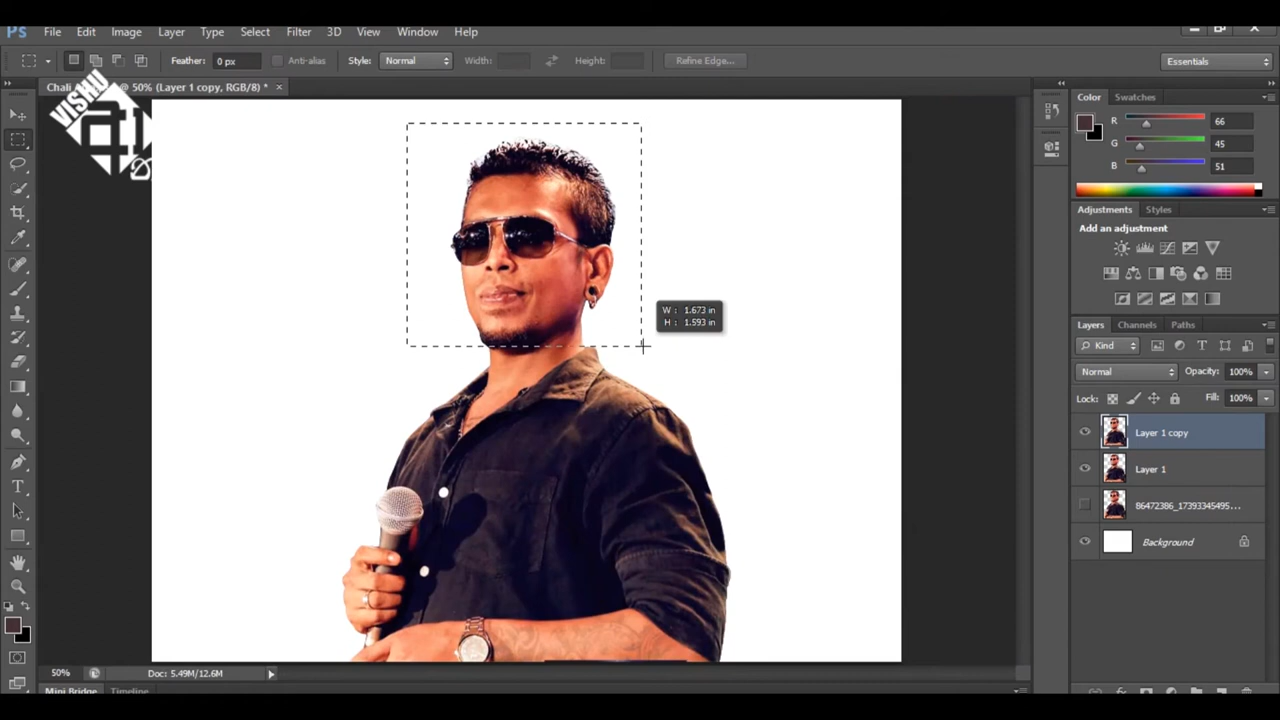 Ps File Edit Image Layer Type Select Filter 3D View Window Help
Feather: 0 px Anti-alias Style: Normal Width: Height: Refine Edge... Essentials
Chali @ 50% (Layer 1 copy, RGB/8) * ×
VISHU
Color Swatches
R 66
G 45
B 51
Adjustments Styles
Add an adjustment
W : 1.673 in
H : 1.593 in
Layers Channels Paths
Kind
Normal Opacity: 100%
Lock: Fill: 100%
Layer 1 copy
Layer 1
86472386_17393345495...
Background
50% Doc: 5.49M/12.6M
Mini Bridge Timeline